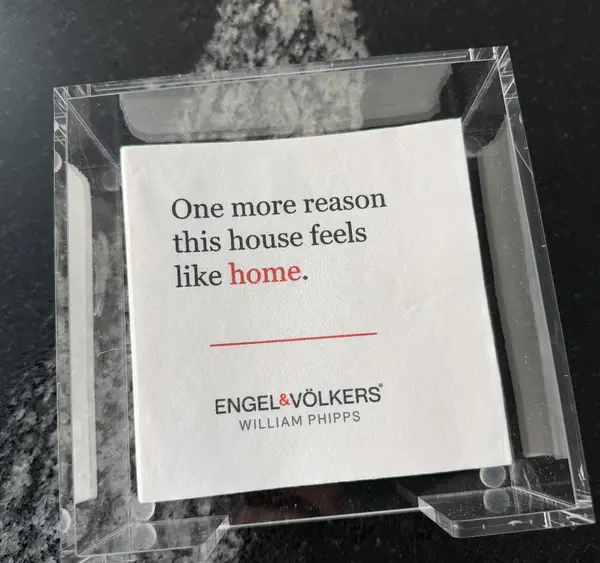 One more reason
this house feels
like home.
ENGEL&VÖLKERS®
WILLIAM PHIPPS